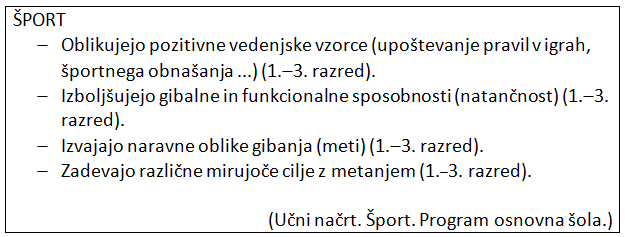 ŠPORT
– Oblikujejo pozitivne vedenjske vzorce (upoštevanje pravil v igrah,
športnega obnašanja ...) (1.–3. razred).
– Izboljšujejo gibalne in funkcionalne sposobnosti (natančnost) (1.–3.
razred).
– Izvajajo naravne oblike gibanja (meti) (1.–3. razred).
– Zadevajo različne mirujoče cilje z metanjem (1.–3. razred).
(Učni načrt. Šport. Program osnovna šola.)